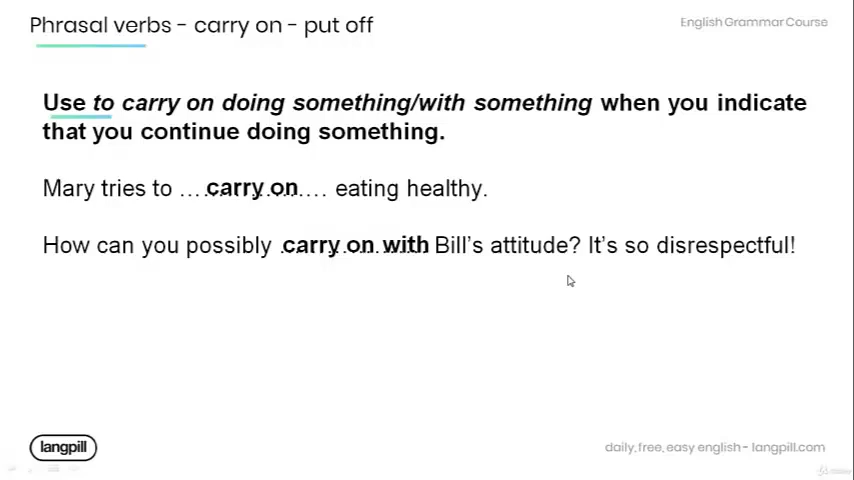 Phrasal verbs - carry on - put off
English Grammar Course
Use to carry on doing something/with something when you indicate
that you continue doing something.
Mary tries to ... carry on .... eating healthy.
How can you possibly carry on with Bill's attitude? It's so disrespectful!
langpill
daily, free, easy english - langpill.com